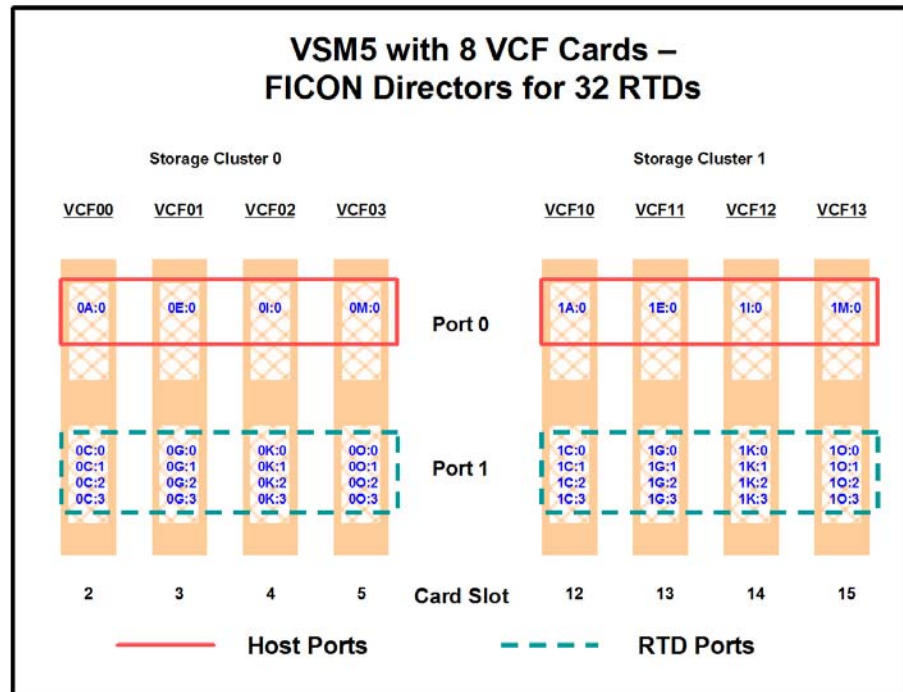 VSM5 with 8 VCF Cards –
FICON Directors for 32 RTDs
Storage Cluster 0 Storage Cluster 1
VCF00 VCF01 VCF02 VCF03 VCF10 VCF11 VCF12 VCF13
0A:0 0E:0 0I:0 0M:0 Port 0 1A:0 1E:0 1I:0 1M:0
0C:0 0G:0 0K:0 0O:0 1C:0 1G:0 1K:0 1O:0
0C:1 0G:1 0K:1 0O:1 Port 1 1C:1 1G:1 1K:1 1O:1
0C:2 0G:2 0K:2 0O:2 1C:2 1G:2 1K:2 1O:2
0C:3 0G:3 0K:3 0O:3 1C:3 1G:3 1K:3 1O:3
2 3 4 5 Card Slot 12 13 14 15
Host Ports RTD Ports